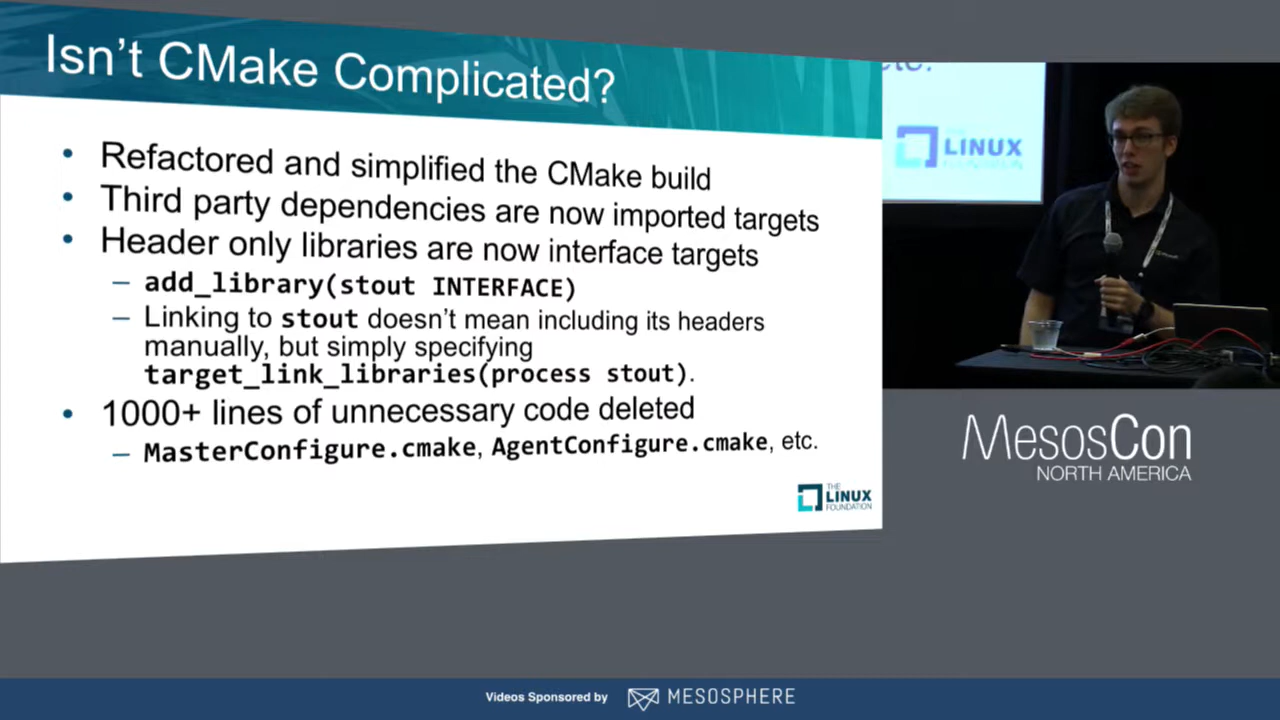 Isn't CMake Complicated?
• Refactored and simplified the CMake build
• Third party dependencies are now imported targets
• Header only libraries are now interface targets
– add_library(stout INTERFACE)
– Linking to stout doesn't mean including its headers
manually, but simply specifying
target_link_libraries(process stout).
• 1000+ lines of unnecessary code deleted
– MasterConfigure.cmake, AgentConfigure.cmake, etc.
THE
LINUX
FOUNDATION
etc.
THE
LINUX
FOUNDATION
MesosCon
NORTH AMERICA
Videos Sponsored by
MESOSPHERE